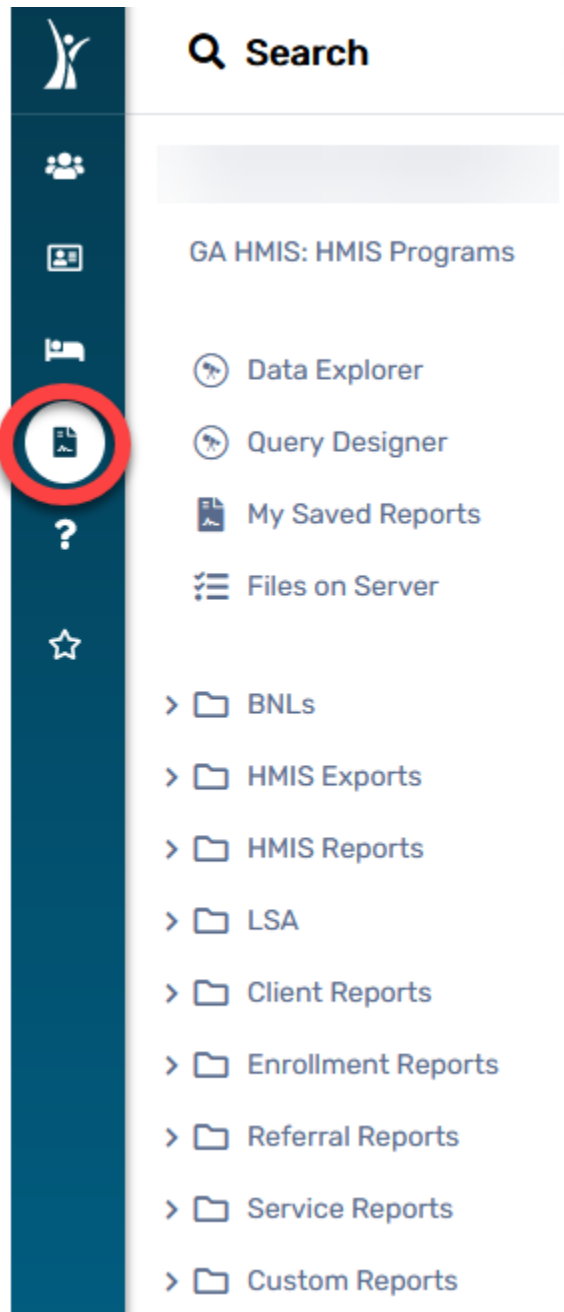 Search
GA HMIS: HMIS Programs
Data Explorer
Query Designer
My Saved Reports
Files on Server
?
BNLs
HMIS Exports
HMIS Reports
LSA
Client Reports
Enrollment Reports
Referral Reports
Service Reports
Custom Reports